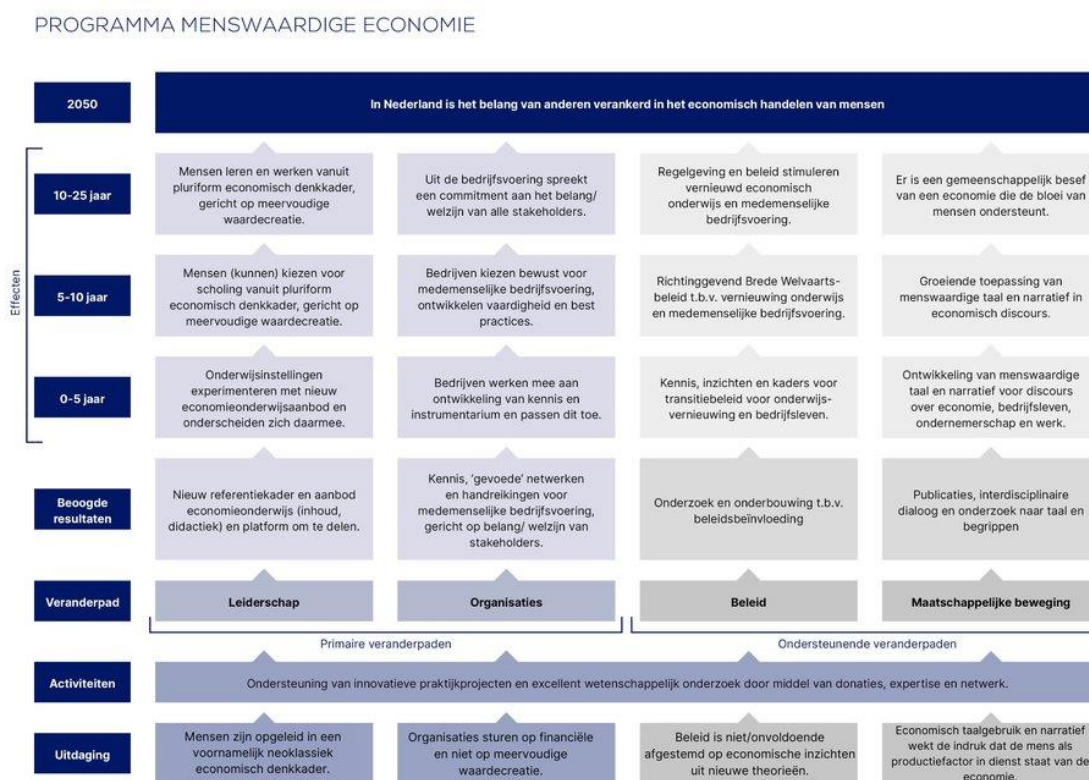 PROGRAMMA MENSWAARDIGE ECONOMIE
2050
In Nederland is het belang van anderen verankerd in het economisch handelen van mensen
Effecten
10-25 jaar
Mensen leren en werken vanuit
pluriform economisch denkkader,
gericht op meervoudige
waardecreatie.
Uit de bedrijfsvoering spreekt
een commitment aan het belang/
welzijn van alle stakeholders.
Regelgeving en beleid stimuleren
vernieuwd economisch
onderwijs en medemenselijke
bedrijfsvoering.
Er is een gemeenschappelijk besef
van een economie die de bloei van
mensen ondersteunt.
5-10 jaar
Mensen (kunnen) kiezen voor
scholing vanuit pluriform
economisch denkkader, gericht op
meervoudige waardecreatie.
Bedrijven kiezen bewust voor
medemenselijke bedrijfsvoering,
ontwikkelen vaardigheid en best
practices.
Richtinggevend Brede Welvaarts-
beleid t.b.v. vernieuwing onderwijs
en medemenselijke bedrijfsvoering.
Groeiende toepassing van
menswaardige taal en narratief in
economisch discours.
0-5 jaar
Onderwijsinstellingen
experimenteren met nieuw
economieonderwijsaanbod en
onderscheiden zich daarmee.
Bedrijven werken mee aan
ontwikkeling van kennis en
instrumentarium en passen dit toe.
Kennis, inzichten en kaders voor
transitiebeleid voor onderwijs-
vernieuwing en bedrijfsleven.
Ontwikkeling van menswaardige
taal en narratief voor discours
over economie, bedrijfsleven,
ondernemerschap en werk.
Beoogde
resultaten
Nieuw referentiekader en aanbod
economieonderwijs (inhoud,
didactiek) en platform om te delen.
Kennis, 'gevoede' netwerken
en handreikingen voor
medemenselijke bedrijfsvoering,
gericht op belang/ welzijn van
stakeholders.
Onderzoek en onderbouwing t.b.v.
beleidsbeïnvloeding
Publicaties, interdisciplinaire
dialoog en onderzoek naar taal en
begrippen
Veranderpad
Leiderschap
Organisaties
Beleid
Maatschappelijke beweging
Primaire veranderpaden
Ondersteunende veranderpaden
Activiteiten
Ondersteuning van innovatieve praktijkprojecten en excellent wetenschappelijk onderzoek door middel van donaties, expertise en netwerk.
Uitdaging
Mensen zijn opgeleid in een
voornamelijk neoklassiek
economisch denkkader.
Organisaties sturen op financiële
en niet op meervoudige
waardecreatie.
Beleid is niet/onvoldoende
afgestemd op economische inzichten
uit nieuwe theorieën.
Economisch taalgebruik en narratief
wekt de indruk dat de mens als
productiefactor in dienst staat van de
economie.